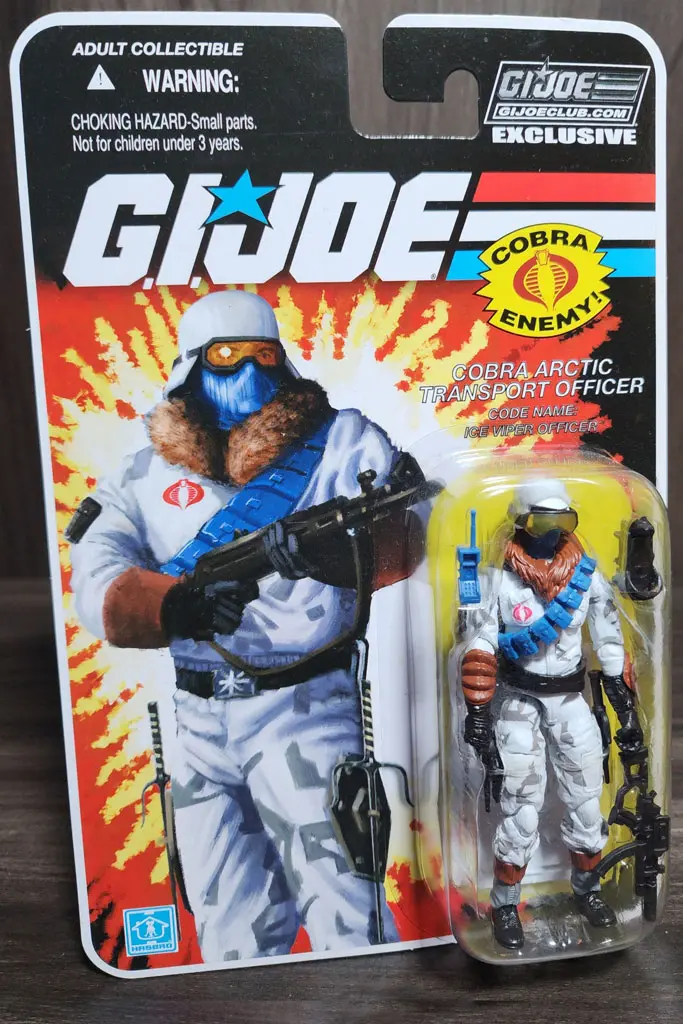 ADULT COLLECTIBLE
WARNING:
CHOKING HAZARD-Small parts.
Not for children under 3 years.
GIJOE
GIJOECLUB.COM
EXCLUSIVE
G.I.JOE
COBRA
ENEMY!
COBRA ARCTIC
TRANSPORT OFFICER
CODE NAME:
ICE VIPER OFFICER
HASBRO